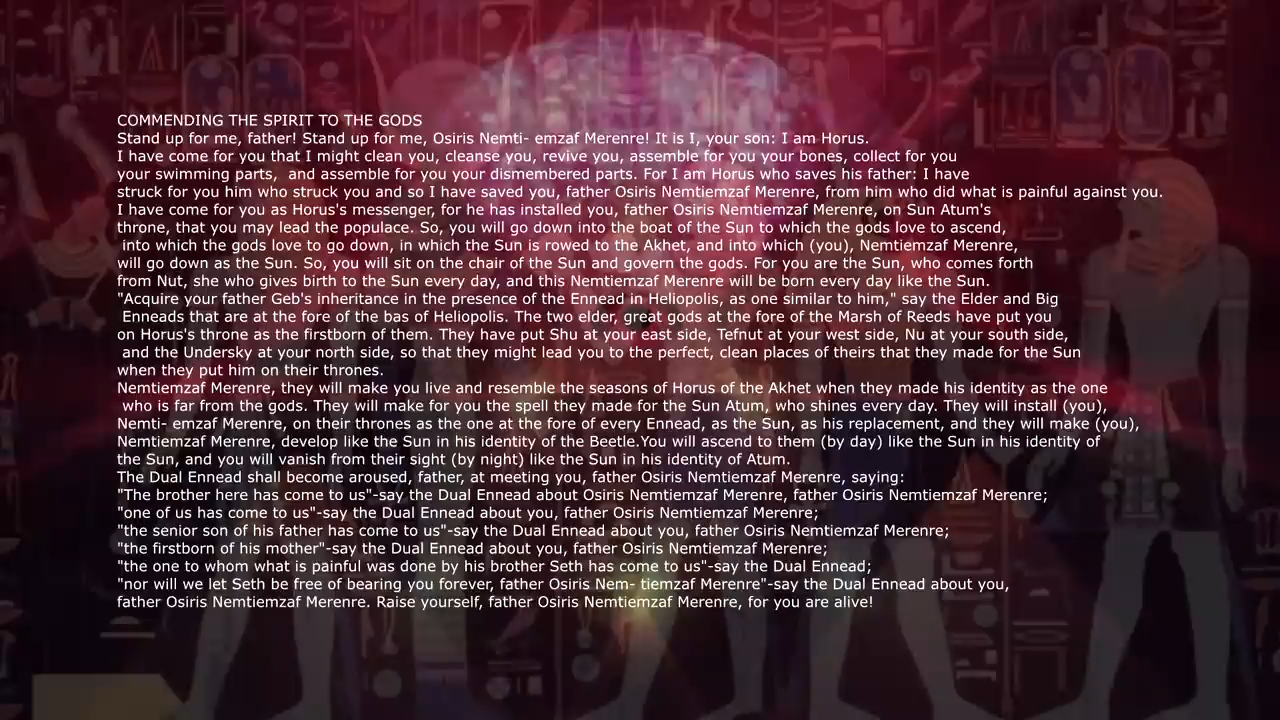 COMMENDING THE SPIRIT TO THE GODS
Stand up for me, father! Stand up for me, Osiris Nemti- emzaf Merenre! It is I, your son: I am Horus.
I have come for you that I might clean you, cleanse you, revive you, assemble for you your bones, collect for you
your swimming parts,  and assemble for you your dismembered parts. For I am Horus who saves his father: I have
struck for you him who struck you and so I have saved you, father Osiris Nemtiemzaf Merenre, from him who did what is painful against you.
I have come for you as Horus's messenger, for he has installed you, father Osiris Nemtiemzaf Merenre, on Sun Atum's
throne, that you may lead the populace. So, you will go down into the boat of the Sun to which the gods love to ascend,
into which the gods love to go down, in which the Sun is rowed to the Akhet, and into which (you), Nemtiemzaf Merenre,
will go down as the Sun. So, you will sit on the chair of the Sun and govern the gods. For you are the Sun, who comes forth
from Nut, she who gives birth to the Sun every day, and this Nemtiemzaf Merenre will be born every day like the Sun.
"Acquire your father Geb's inheritance in the presence of the Ennead in Heliopolis, as one similar to him," say the Elder and Big
Enneads that are at the fore of the bas of Heliopolis. The two elder, great gods at the fore of the Marsh of Reeds have put you
on Horus's throne as the firstborn of them. They have put Shu at your east side, Tefnut at your west side, Nu at your south side,
and the Undersky at your north side, so that they might lead you to the perfect, clean places of theirs that they made for the Sun
when they put him on their thrones.
Nemtiemzaf Merenre, they will make you live and resemble the seasons of Horus of the Akhet when they made his identity as the one
who is far from the gods. They will make for you the spell they made for the Sun Atum, who shines every day. They will install (you),
Nemti- emzaf Merenre, on their thrones as the one at the fore of every Ennead, as the Sun, as his replacement, and they will make (you),
Nemtiemzaf Merenre, develop like the Sun in his identity of the Beetle.You will ascend to them (by day) like the Sun in his identity of
the Sun, and you will vanish from their sight (by night) like the Sun in his identity of Atum.
The Dual Ennead shall become aroused, father, at meeting you, father Osiris Nemtiemzaf Merenre, saying:
"The brother here has come to us"-say the Dual Ennead about Osiris Nemtiemzaf Merenre, father Osiris Nemtiemzaf Merenre;
"one of us has come to us"-say the Dual Ennead about you, father Osiris Nemtiemzaf Merenre;
"the senior son of his father has come to us"-say the Dual Ennead about you, father Osiris Nemtiemzaf Merenre;
"the firstborn of his mother"-say the Dual Ennead about you, father Osiris Nemtiemzaf Merenre;
"the one to whom what is painful was done by his brother Seth has come to us"-say the Dual Ennead;
"nor will we let Seth be free of bearing you forever, father Osiris Nem- tiemzaf Merenre"-say the Dual Ennead about you,
father Osiris Nemtiemzaf Merenre. Raise yourself, father Osiris Nemtiemzaf Merenre, for you are alive!